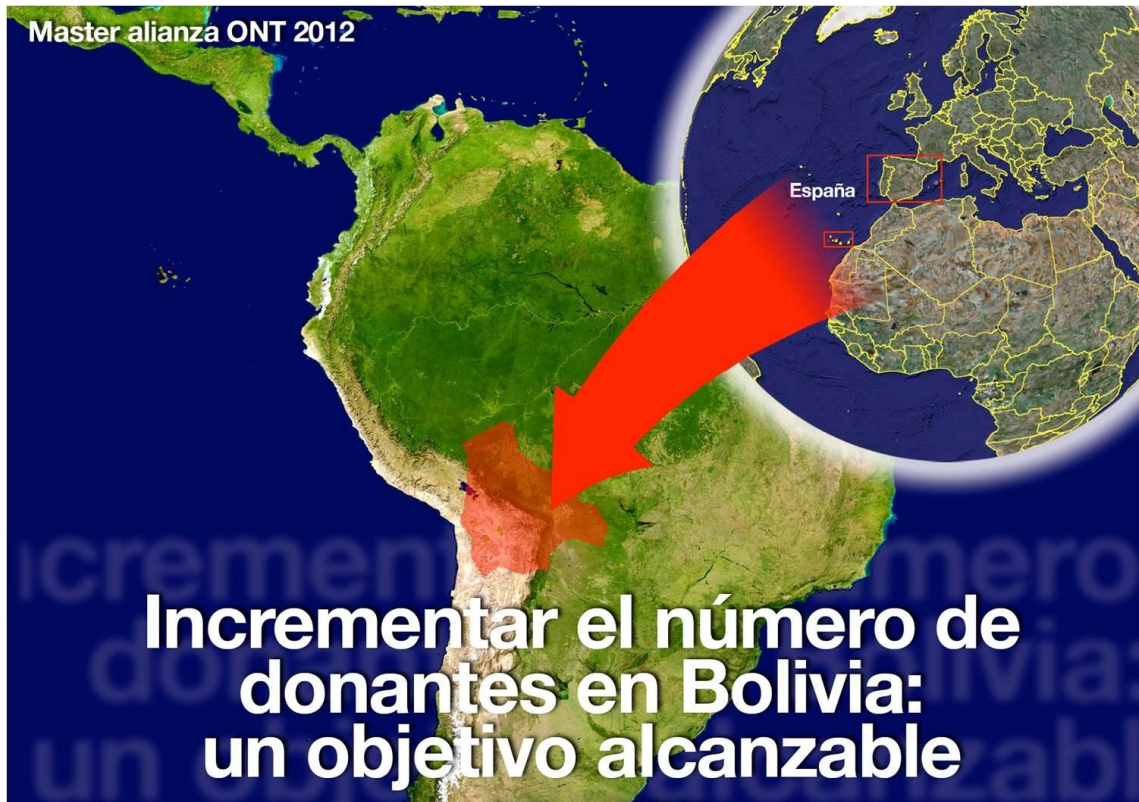 Master alianza ONT 2012
España
Incrementar el número de
donantes en Bolivia:
un objetivo alcanzable